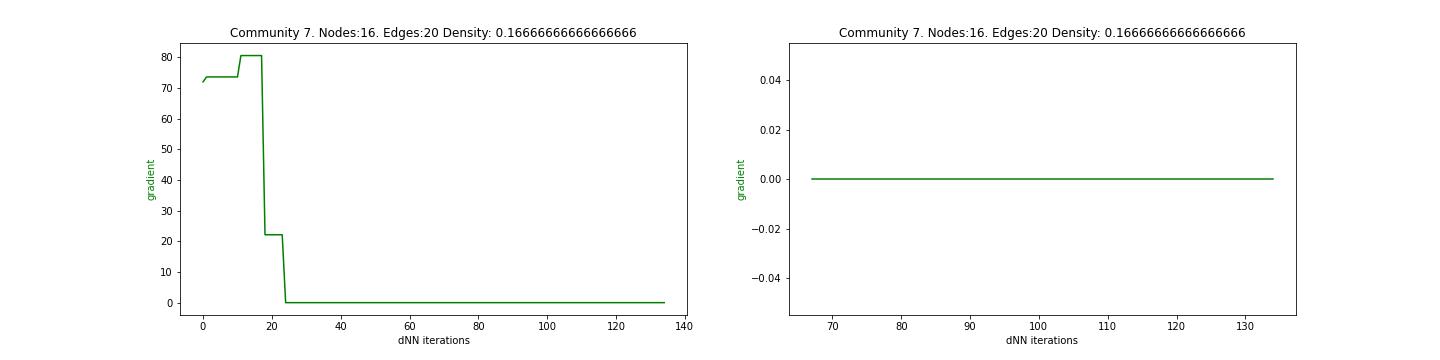 Community 7. Nodes:16. Edges:20 Density: 0.16666666666666666
80
70
60
50
40
30
20
10
0
gradient
0 20 40 60 80 100 120 140
dNN iterations
Community 7. Nodes:16. Edges:20 Density: 0.16666666666666666
0.04
0.02
0.00
−0.02
−0.04
gradient
70 80 90 100 110 120 130
dNN iterations